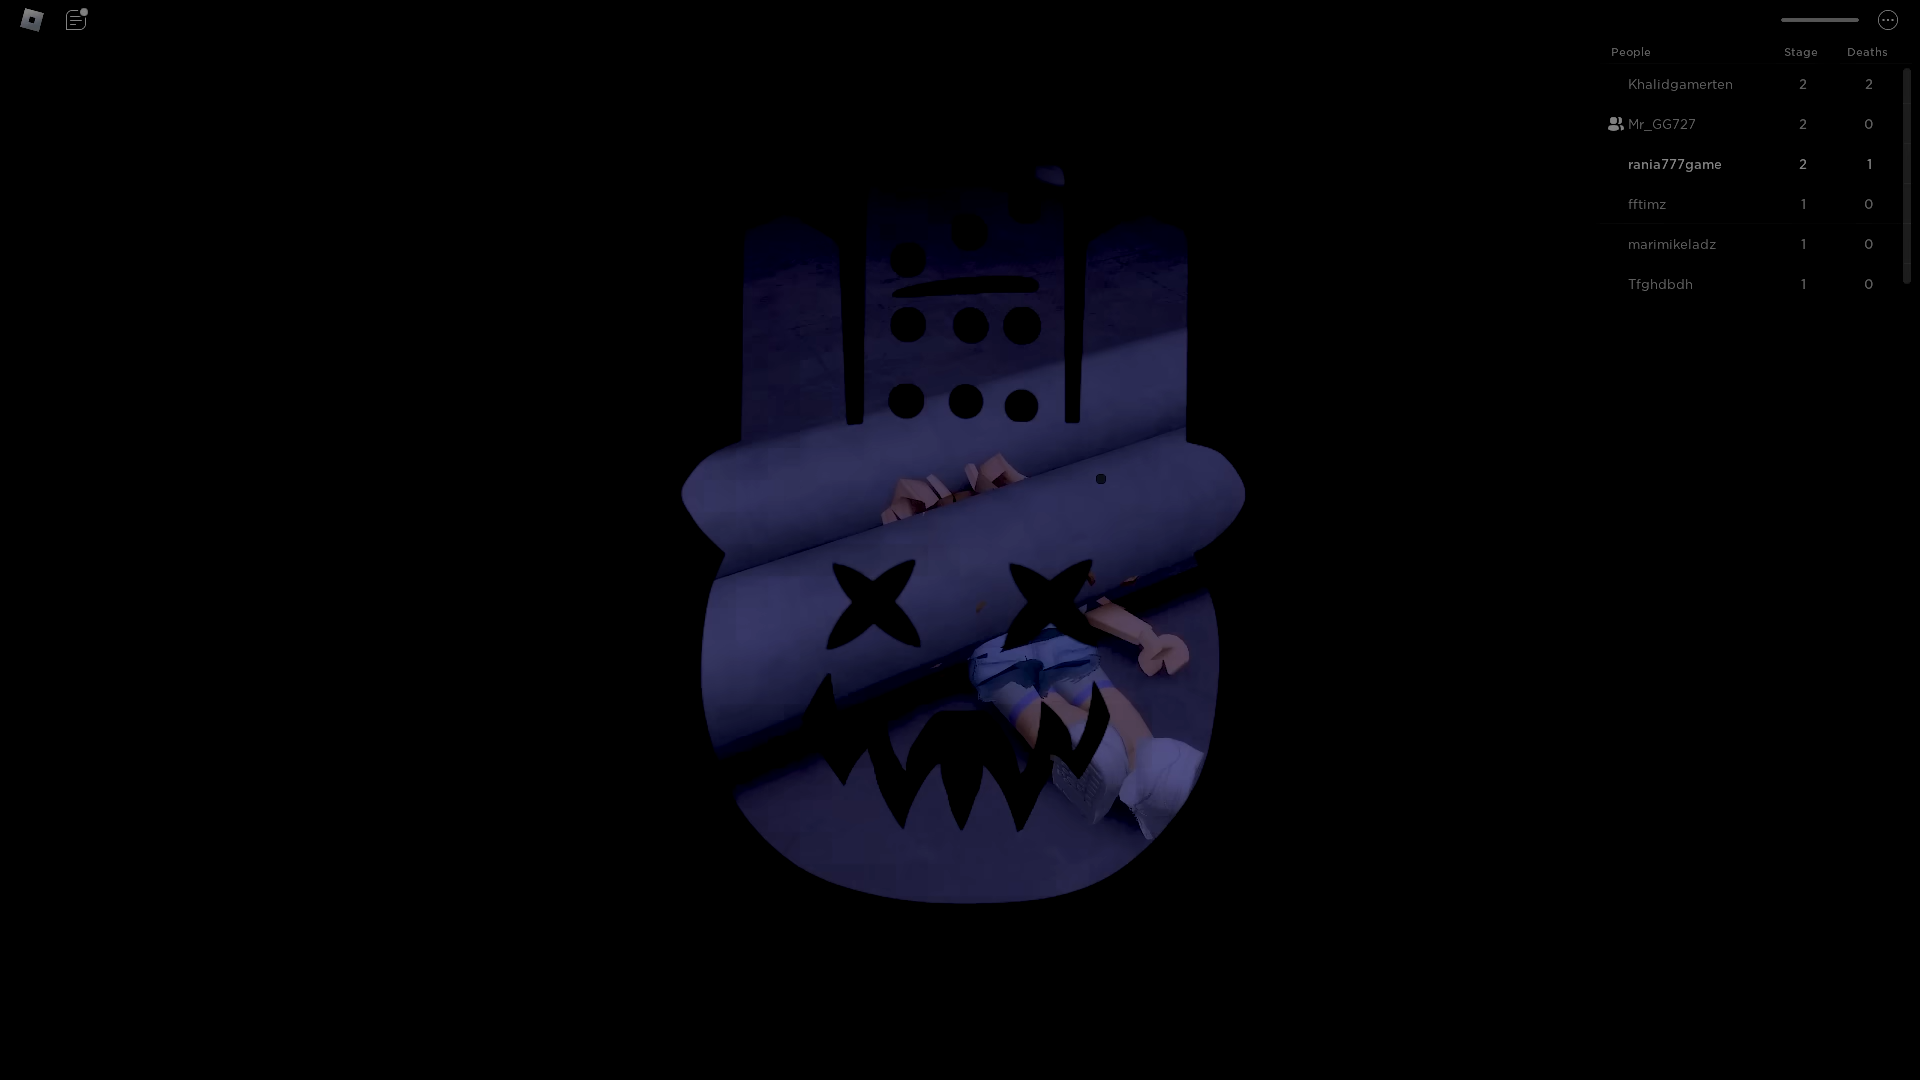 People Stage Deaths
Khalidgamerten 2 2
Mr_GG727 2 0
rania777game 2 1
fftimz 1 0
marimikeladz 1 0
Tfghdbdh 1 0